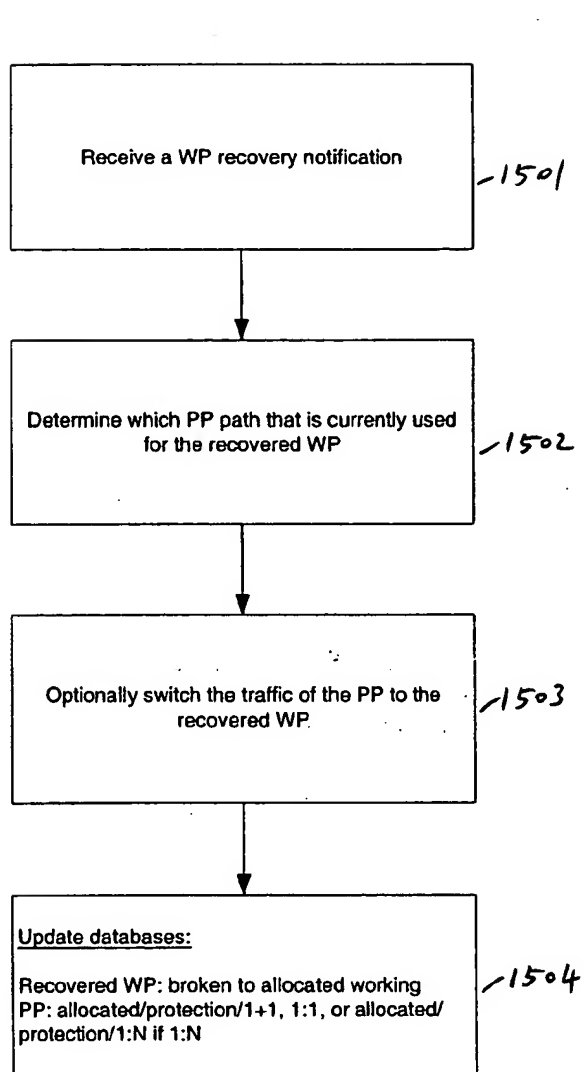 Receive a WP recovery notification
1501
Determine which PP path that is currently used
for the recovered WP
1502
Optionally switch the traffic of the PP to the
recovered WP
1503
Update databases:
Recovered WP: broken to allocated working
PP: allocated/protection/1+1, 1:1, or allocated/
protection/1:N if 1:N
1504